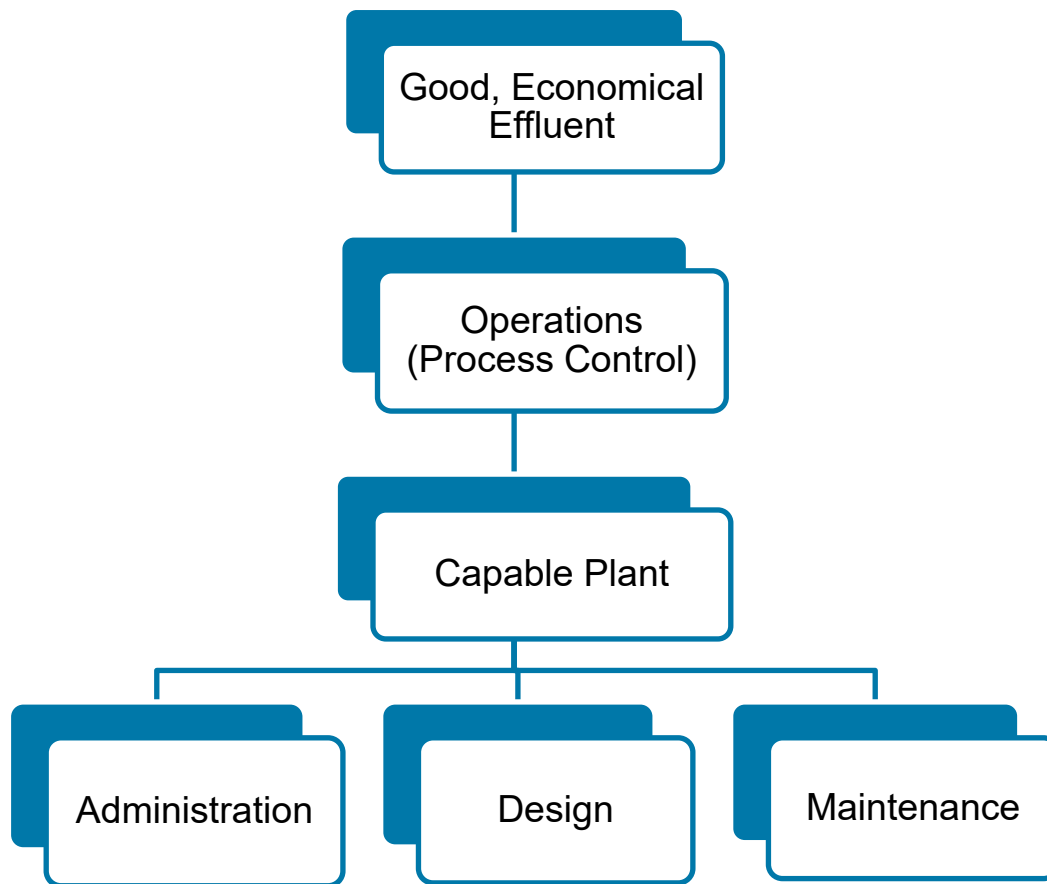 Good, Economical
Effluent
Operations
(Process Control)
Capable Plant
Administration
Design
Maintenance